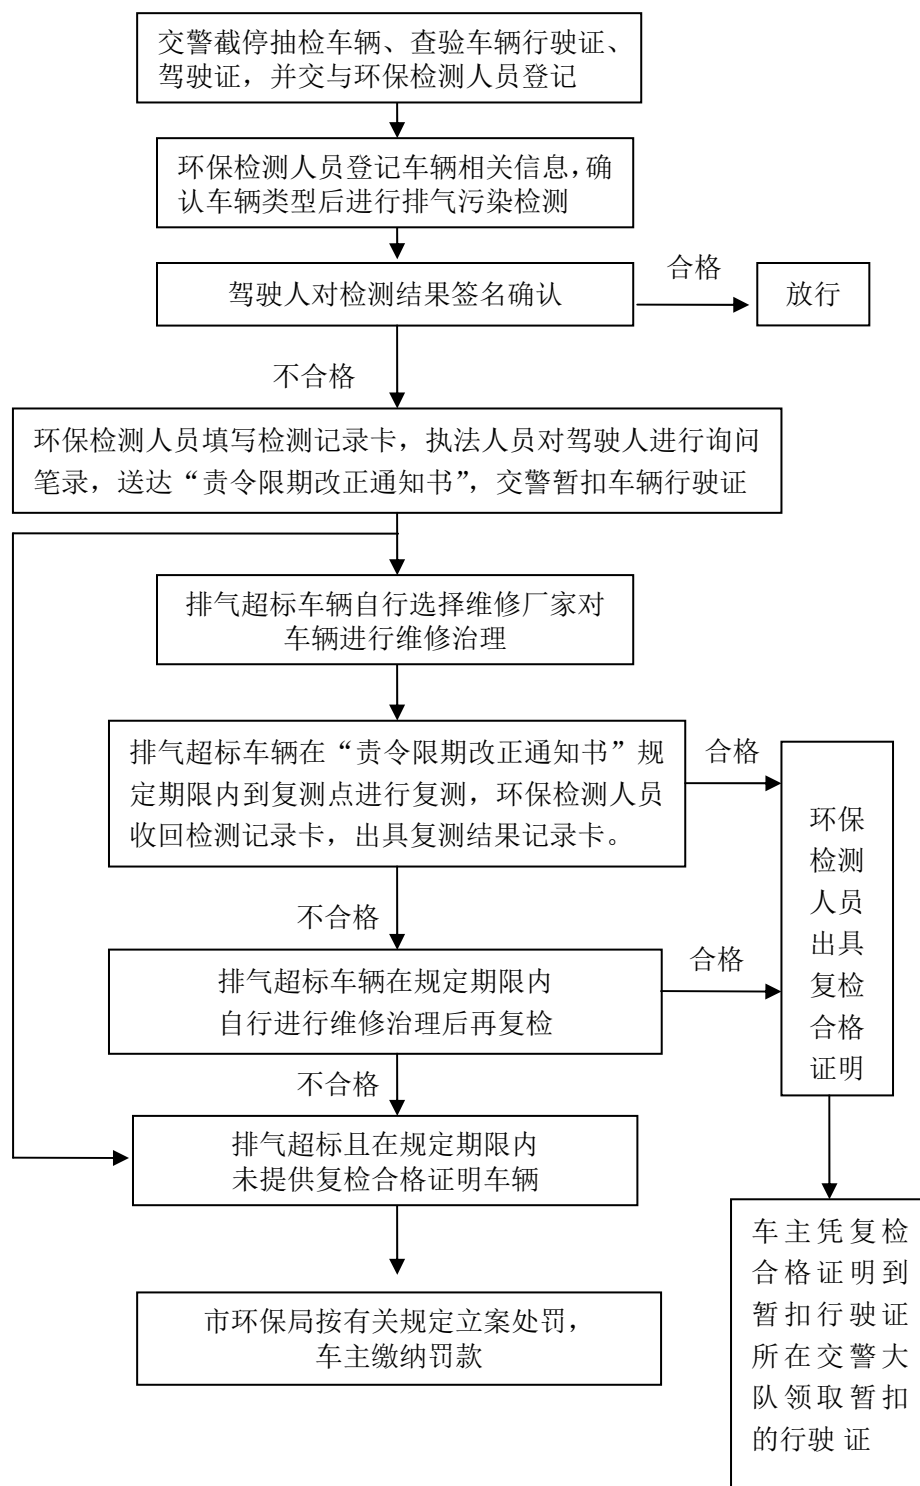 交警截停抽检车辆、查验车辆行驶证、
驾驶证，并交与环保检测人员登记
环保检测人员登记车辆相关信息，确
认车辆类型后进行排气污染检测
驾驶人对检测结果签名确认
合格
放行
不合格
环保检测人员填写检测记录卡，执法人员对驾驶人进行询问
笔录，送达“责令限期改正通知书”，交警暂扣车辆行驶证
排气超标车辆自行选择维修厂家对
车辆进行维修治理
排气超标车辆在“责令限期改正通知书”规
定期限内到复测点进行复测，环保检测人员
收回检测记录卡，出具复测结果记录卡。
合格
环保
检测
人员
出具
复检
合格
证明
不合格
排气超标车辆在规定期限内
自行进行维修治理后再复检
合格
不合格
排气超标且在规定期限内
未提供复检合格证明车辆
车主凭复检
合格证明到
暂扣行驶证
所在交警大
队领取暂扣
的行驶 证
市环保局按有关规定立案处罚，
车主缴纳罚款